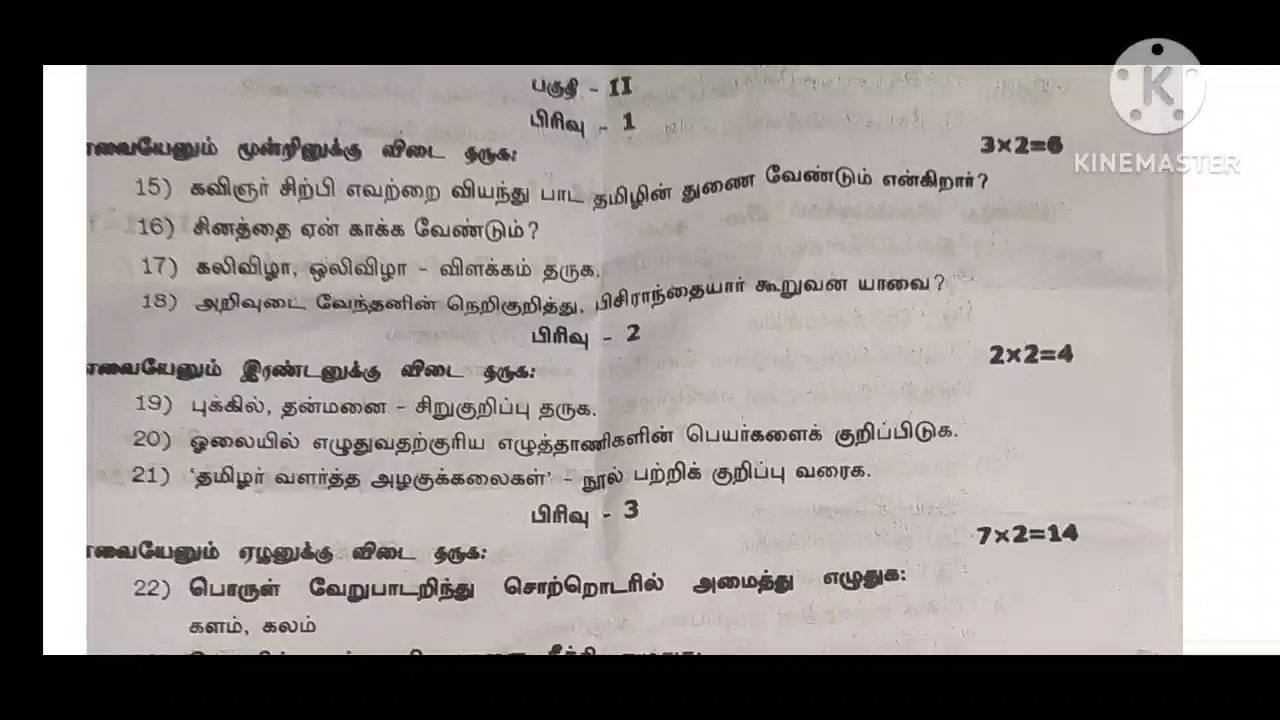 பகுதி - II
பிரிவு - 1
வையேனும் மூன்றினுக்கு விடை தருக: 3×2=6
15) கவிஞர் சிற்பி எவற்றை வியந்து பாட தமிழின் துணை வேண்டும் என்கிறார்?
16) சினத்தை ஏன் காக்க வேண்டும்?
17) கலிவிழா, ஒலிவிழா - விளக்கம் தருக.
18) அறிவுடை வேந்தனின் நெறிகுறித்து, பிசிராந்தையார் கூறுவன யாவை?
பிரிவு - 2
வையேனும் இரண்டனுக்கு விடை தருக: 2×2=4
19) புக்கில், தன்மனை - சிறுகுறிப்பு தருக.
20) ஓலையில் எழுதுவதற்குரிய எழுத்தாணிகளின் பெயர்களைக் குறிப்பிடுக.
21) 'தமிழர் வளர்த்த அழகுக்கலைகள்' - நூல் பற்றிக் குறிப்பு வரைக.
பிரிவு - 3
வையேனும் ஏழனுக்கு விடை தருக: 7×2=14
22) பொருள் வேறுபாடறிந்து சொற்றொடரில் அமைத்து எழுதுக:
களம், கலம்
K
KINEMASTER